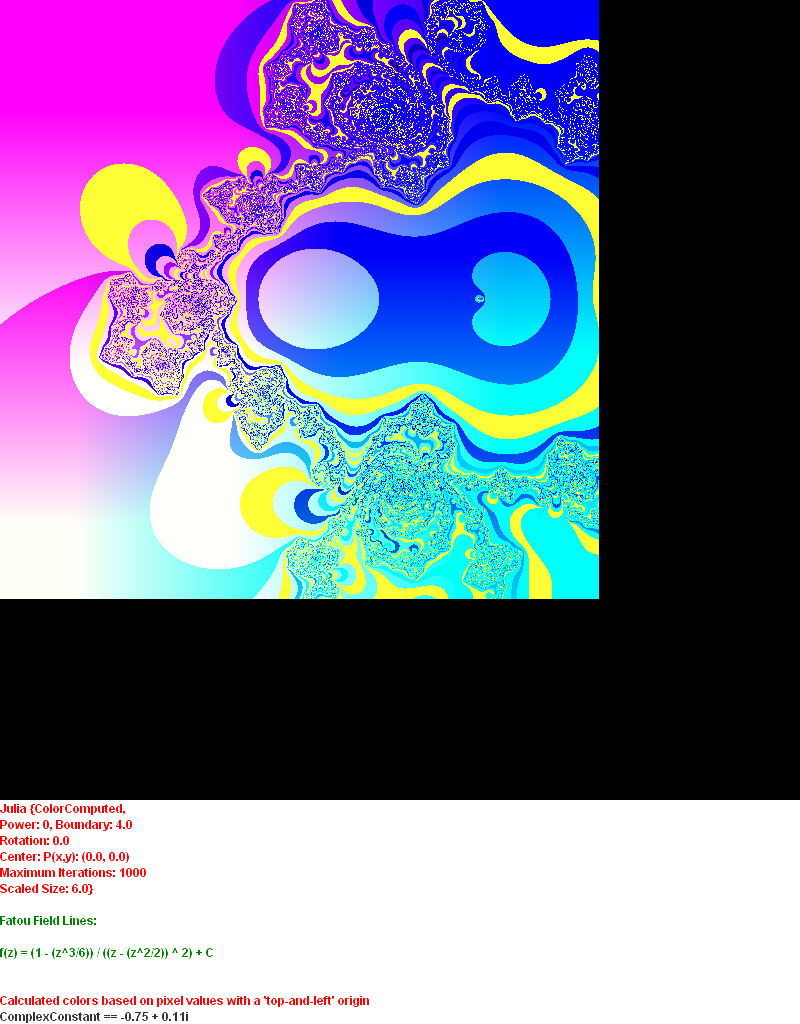 Julia {ColorComputed,
Power: 0, Boundary: 4.0
Rotation: 0.0
Center: P(x,y): (0.0, 0.0)
Maximum Iterations: 1000
Scaled Size: 6.0}
Fatou Field Lines:
f(z) = (1 - (z^3/6)) / ((z - (z^2/2)) ^ 2) + C
Calculated colors based on pixel values with a 'top-and-left' origin
ComplexConstant == -0.75 + 0.11i